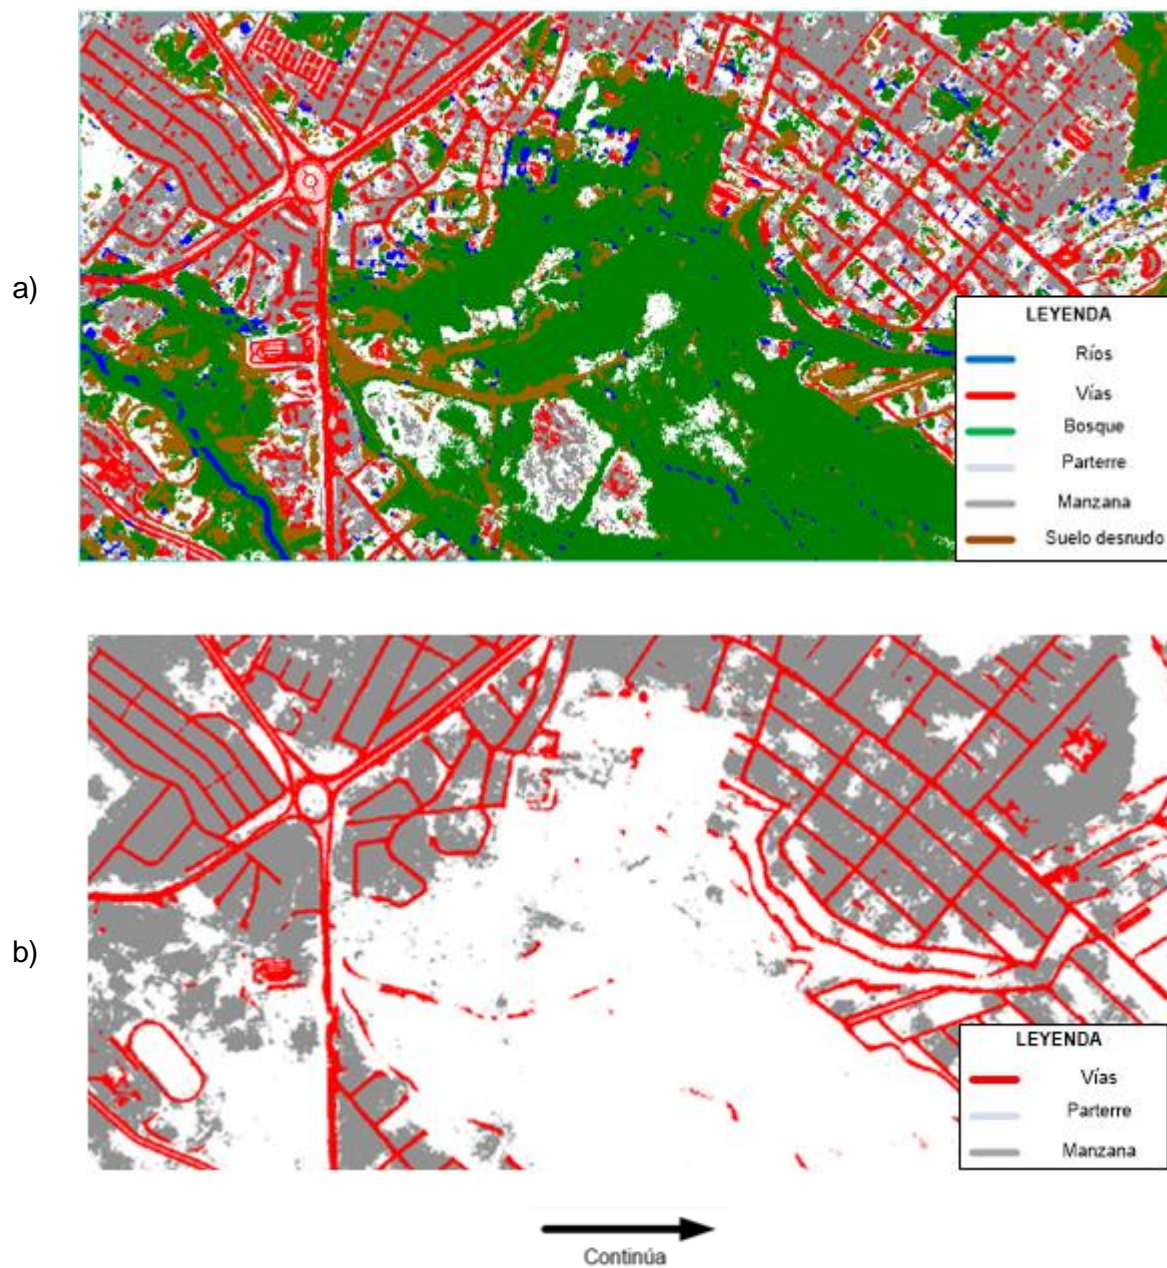 a)
LEYENDA
Ríos
Vías
Bosque
Parterre
Manzana
Suelo desnudo
b)
LEYENDA
Vías
Parterre
Manzana
Continúa